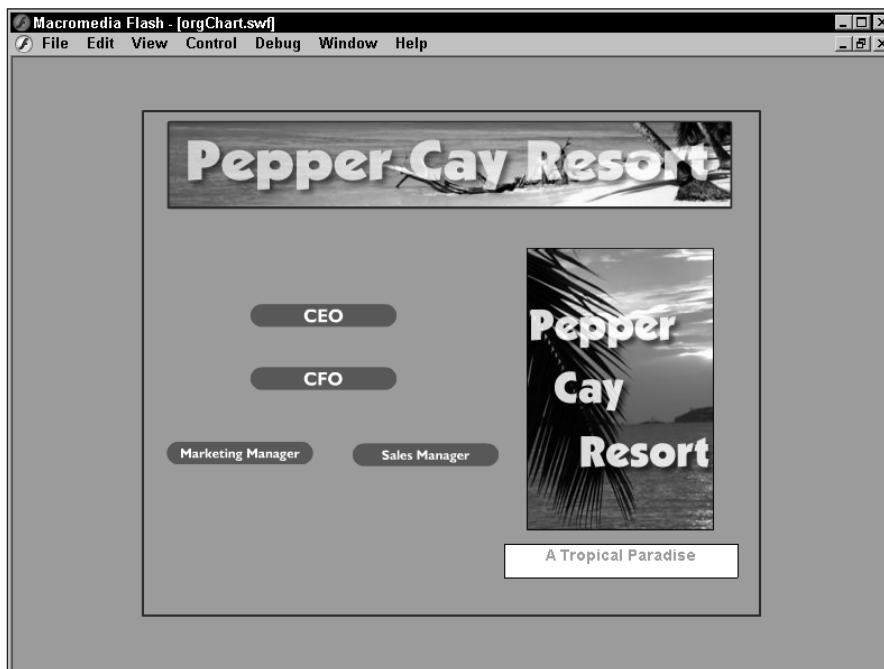 Macromedia Flash - [orgChart.swf]
File Edit View Control Debug Window Help
Pepper Cay Resort
CEO
CFO
Marketing Manager
Sales Manager
Pepper
Cay
Resort
A Tropical Paradise